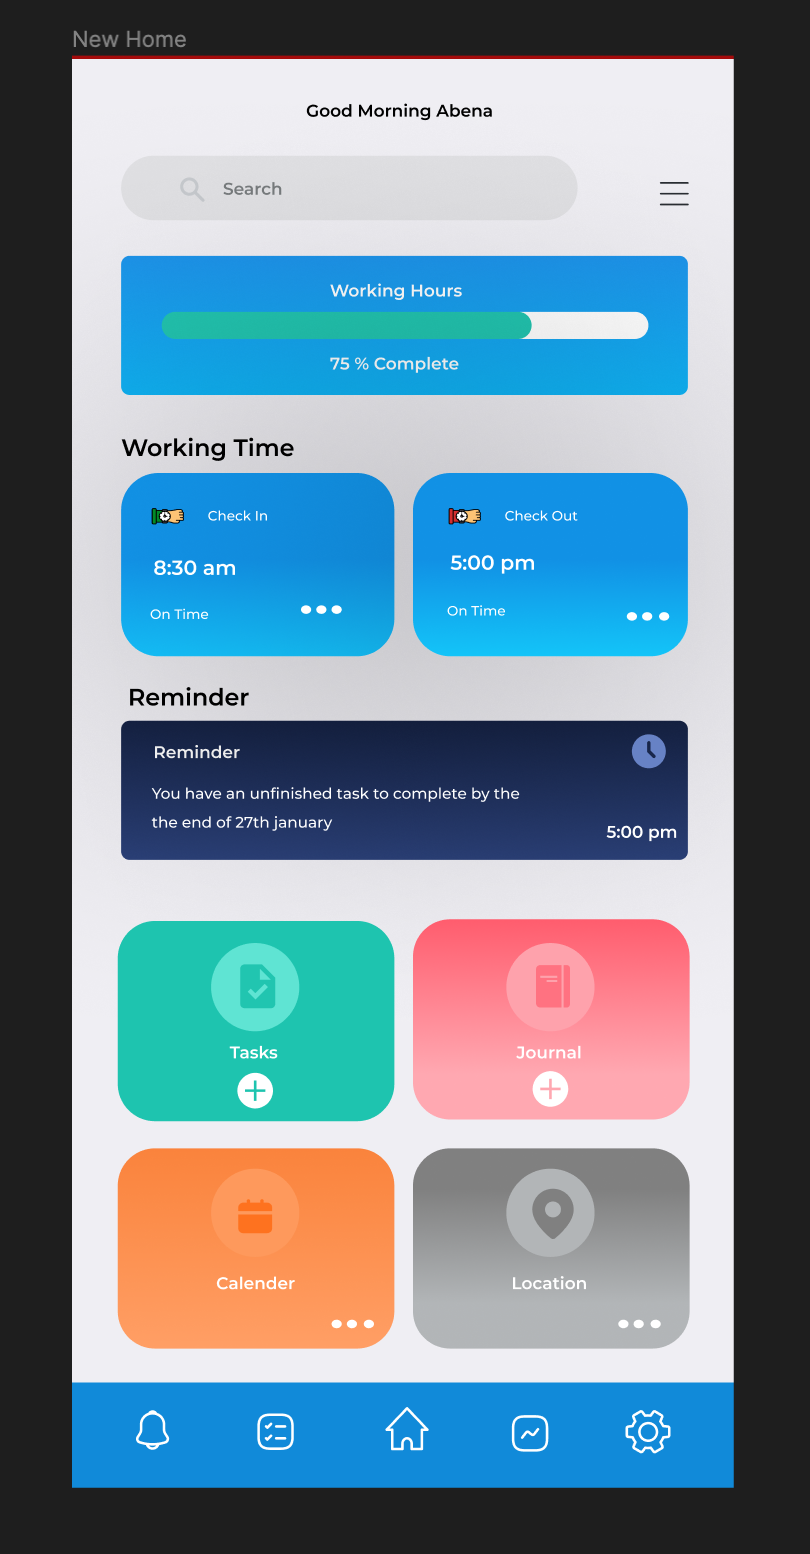 New Home
Good Morning Abena
Search
Working Hours
75 % Complete
Working Time
Check In
8:30 am
On Time
Check Out
5:00 pm
On Time
Reminder
Reminder
You have an unfinished task to complete by the
the end of 27th january
5:00 pm
Tasks
Journal
Calender
Location